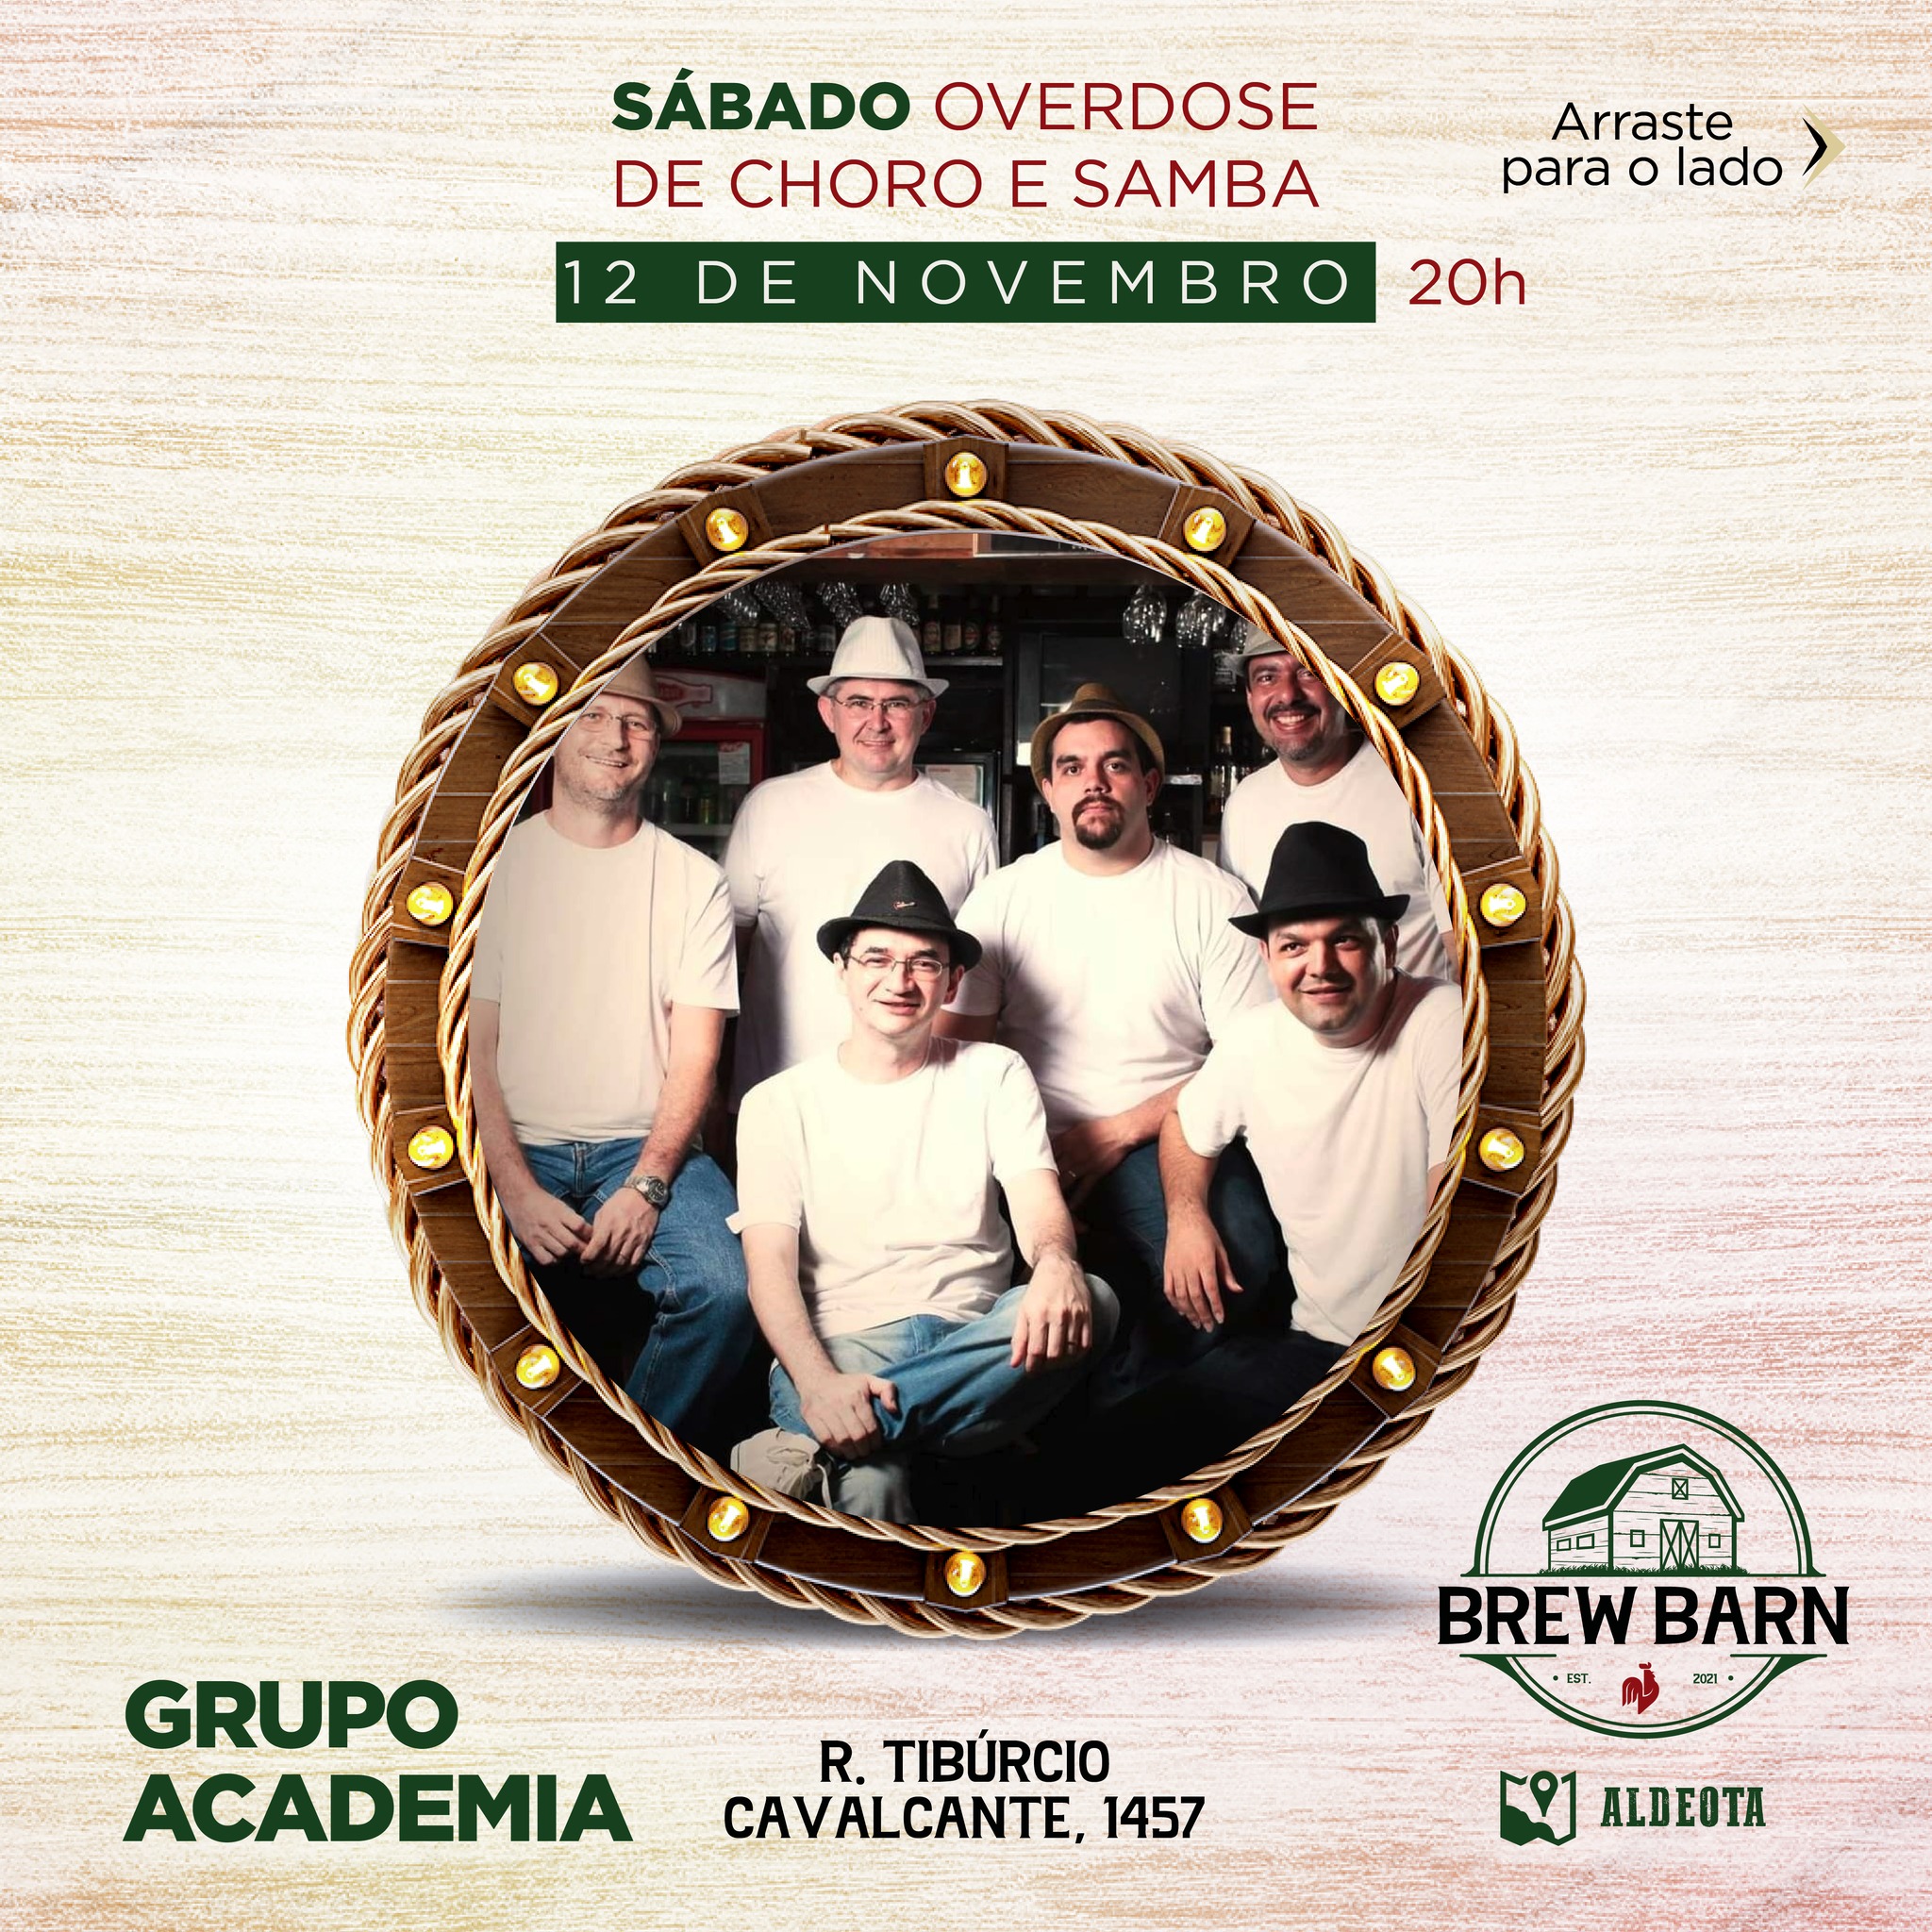 SÁBADO OVERDOSE
DE CHORO E SAMBA
12 DE NOVEMBRO 20h
Arraste
para o lado
BREW BARN
• EST. 2021 •
GRUPO
ACADEMIA
R. TIBÚRCIO
CAVALCANTE, 1457
ALDEOTA